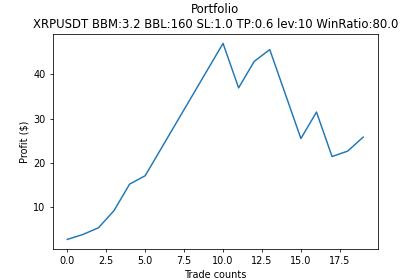 Portfolio
XRPUSDT BBM:3.2 BBL:160 SL:1.0 TP:0.6 lev:10 WinRatio:80.0
Profit ($)
40
30
20
10
0.0 2.5 5.0 7.5 10.0 12.5 15.0 17.5
Trade counts